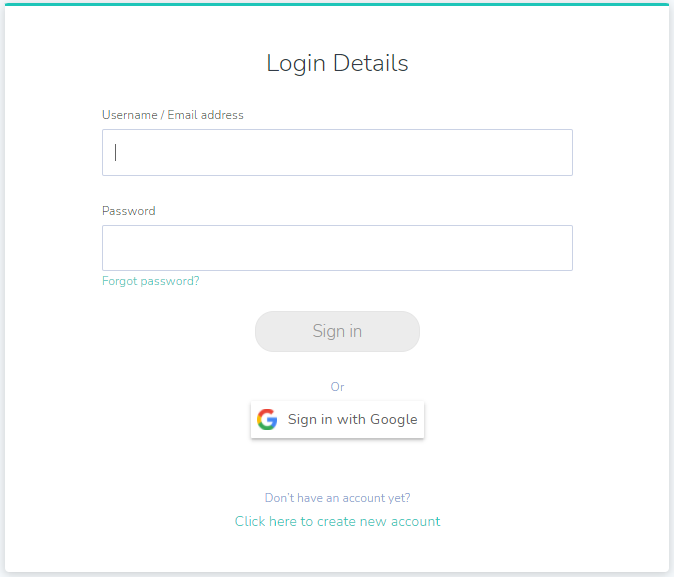 Login Details
Username / Email address
Password
Forgot password?
Sign in
Or
Sign in with Google
Don't have an account yet?
Click here to create new account